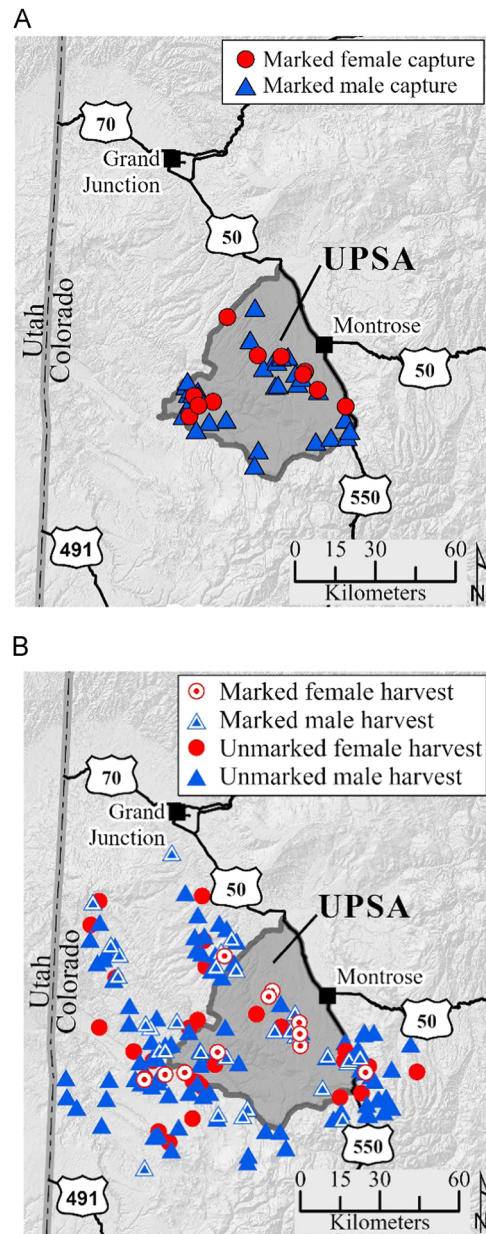 A
Marked female capture
Marked male capture
70
Grand
Junction
50
UPSA
Utah
Colorado
Montrose
50
550
491
0 15 30 60
Kilometers
N
B
Marked female harvest
Marked male harvest
Unmarked female harvest
Unmarked male harvest
70
Grand
Junction
50
UPSA
Utah
Colorado
Montrose
50
550
491
0 15 30 60
Kilometers
N